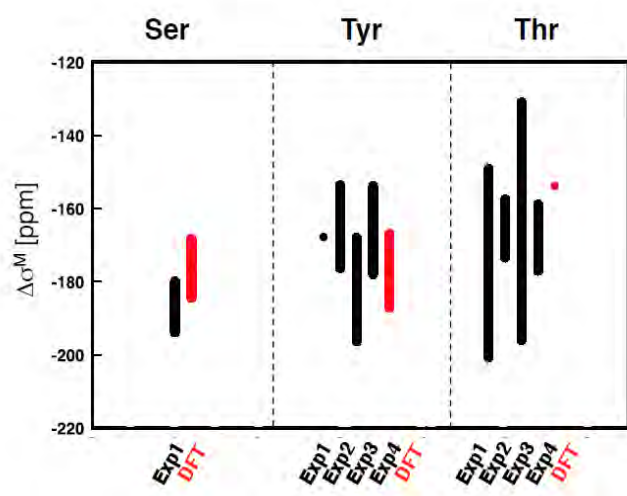 Ser Tyr Thr
-120
-140
-160
-180
-200
-220
Δσᴹ [ppm]
Exp1
DFT
Exp1
Exp2
Exp3
Exp4
DFT
Exp1
Exp2
Exp3
Exp4
DFT